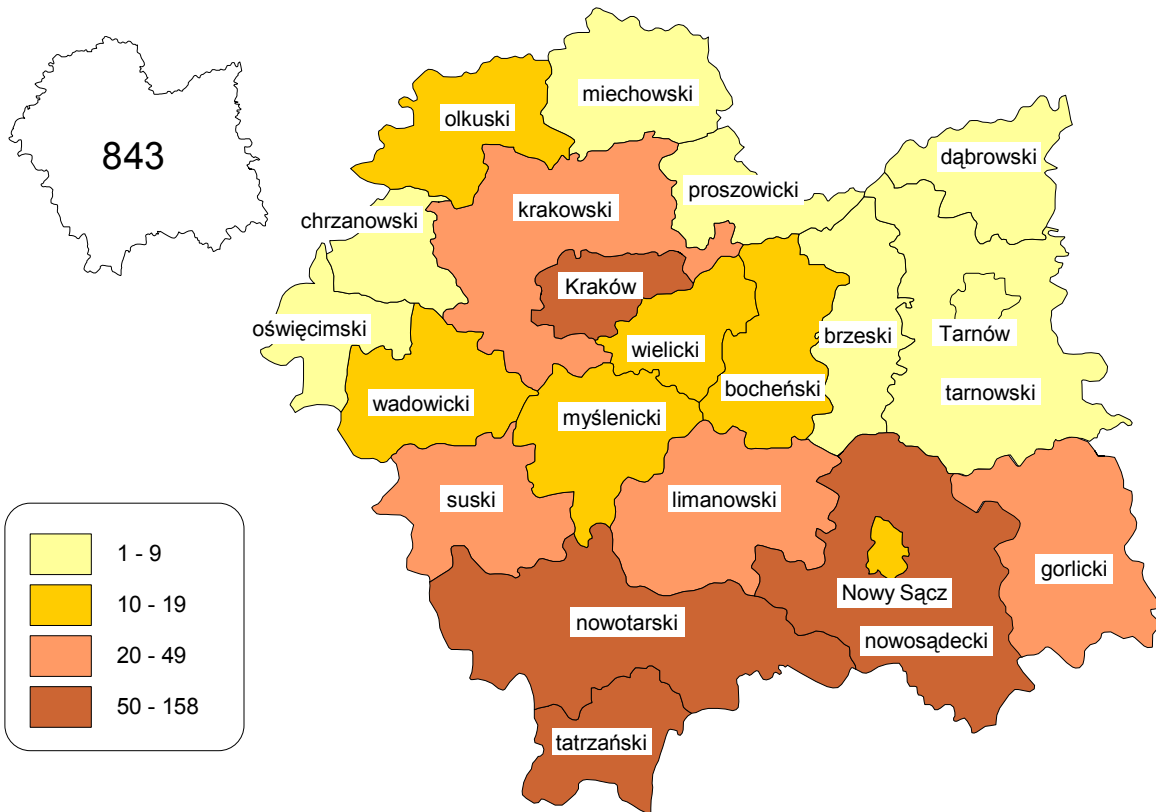 843
miechowski
olkuski
dąbrowski
proszowicki
krakowski
chrzanowski
Kraków
oświęcimski
brzeski
Tarnów
wielicki
bocheński
tarnowski
wadowicki
myślenicki
suski
limanowski
gorlicki
Nowy Sącz
nowotarski
nowosądecki
tatrzański
1 - 9
10 - 19
20 - 49
50 - 158